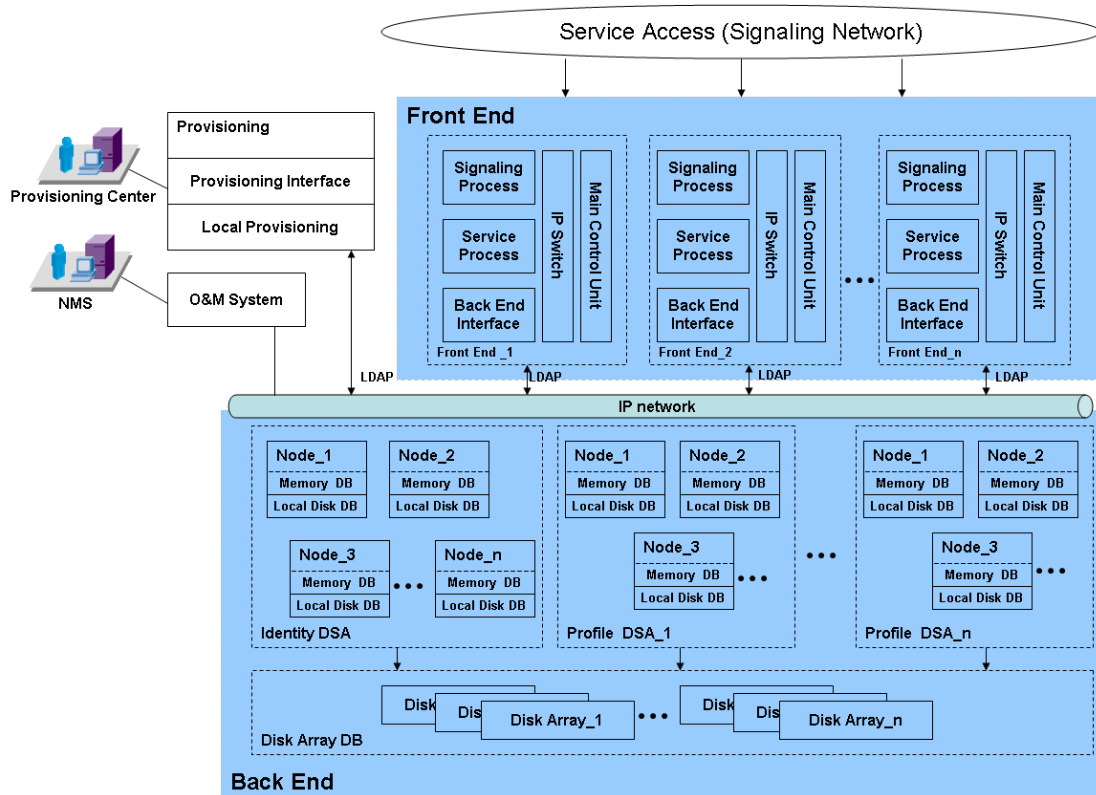 Service Access (Signaling Network)
Front End
Provisioning
Provisioning Interface
Local Provisioning
Provisioning Center
O&M System
NMS
Signaling
Process
Service
Process
Back End
Interface
IP Switch
Main Control Unit
Front End _1
Signaling
Process
Service
Process
Back End
Interface
IP Switch
Main Control Unit
Front End_2
Signaling
Process
Service
Process
Back End
Interface
IP Switch
Main Control Unit
Front End_n
LDAP
LDAP
LDAP
LDAP
IP network
Node_1
Memory DB
Local Disk DB
Node_2
Memory DB
Local Disk DB
Node_3
Memory DB
Local Disk DB
Node_n
Memory DB
Local Disk DB
Identity DSA
Node_1
Memory DB
Local Disk DB
Node_2
Memory DB
Local Disk DB
Node_3
Memory DB
Local Disk DB
Profile DSA_1
Node_1
Memory DB
Local Disk DB
Node_2
Memory DB
Local Disk DB
Node_3
Memory DB
Local Disk DB
Profile DSA_n
Disk
Dis
Disk Array_1
Disk
Dis
Disk Array_n
Disk Array DB
Back End